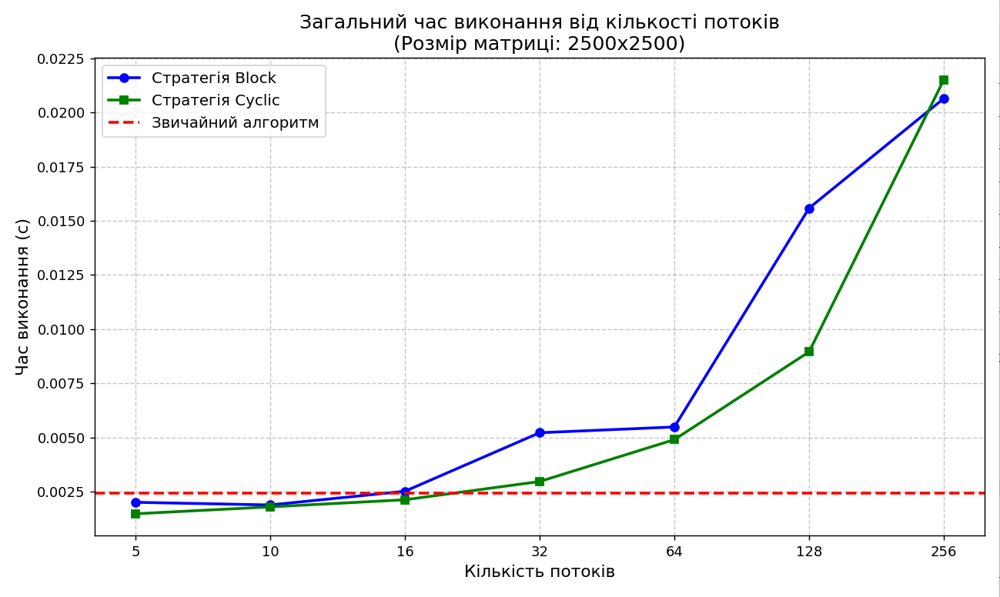 Загальний час виконання від кількості потоків
(Розмір матриці: 2500x2500)
Стратегія Block
Стратегія Cyclic
Звичайний алгоритм
Час виконання (с)
0.0225
0.0200
0.0175
0.0150
0.0125
0.0100
0.0075
0.0050
0.0025
5 10 16 32 64 128 256
Кількість потоків